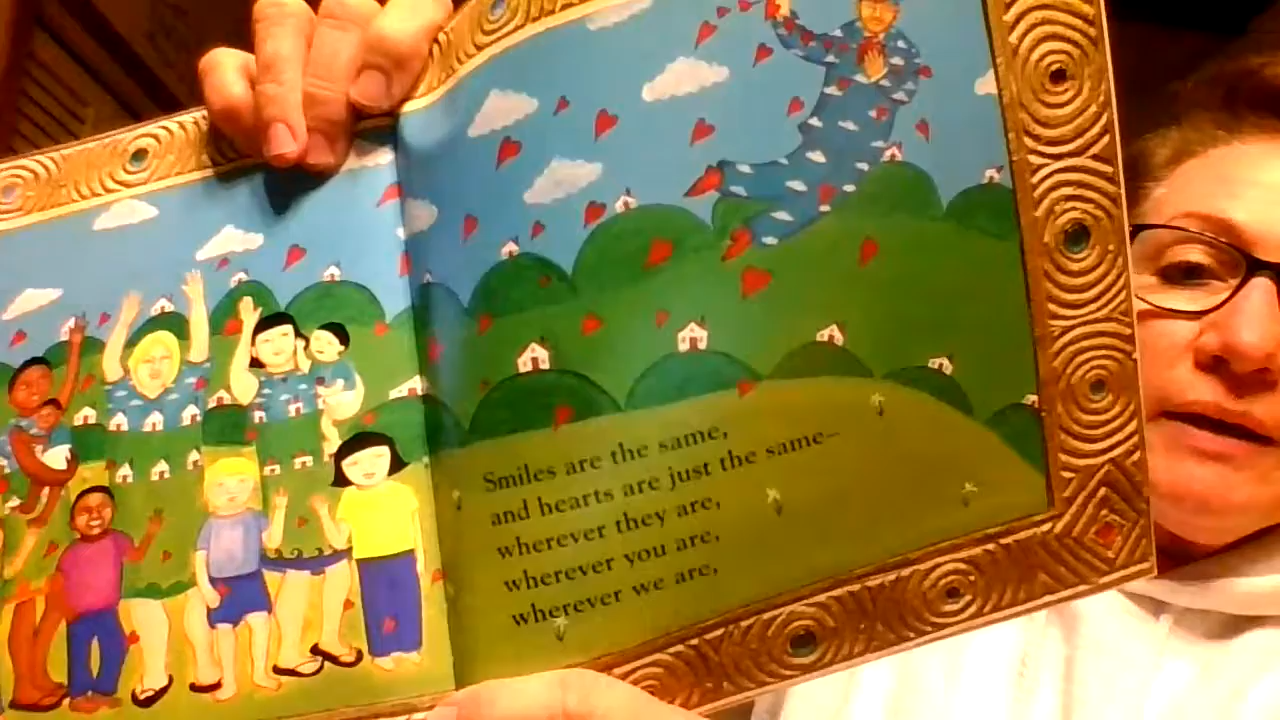 Smiles are the same,
and hearts are just the same–
wherever they are,
wherever you are,
wherever we are,